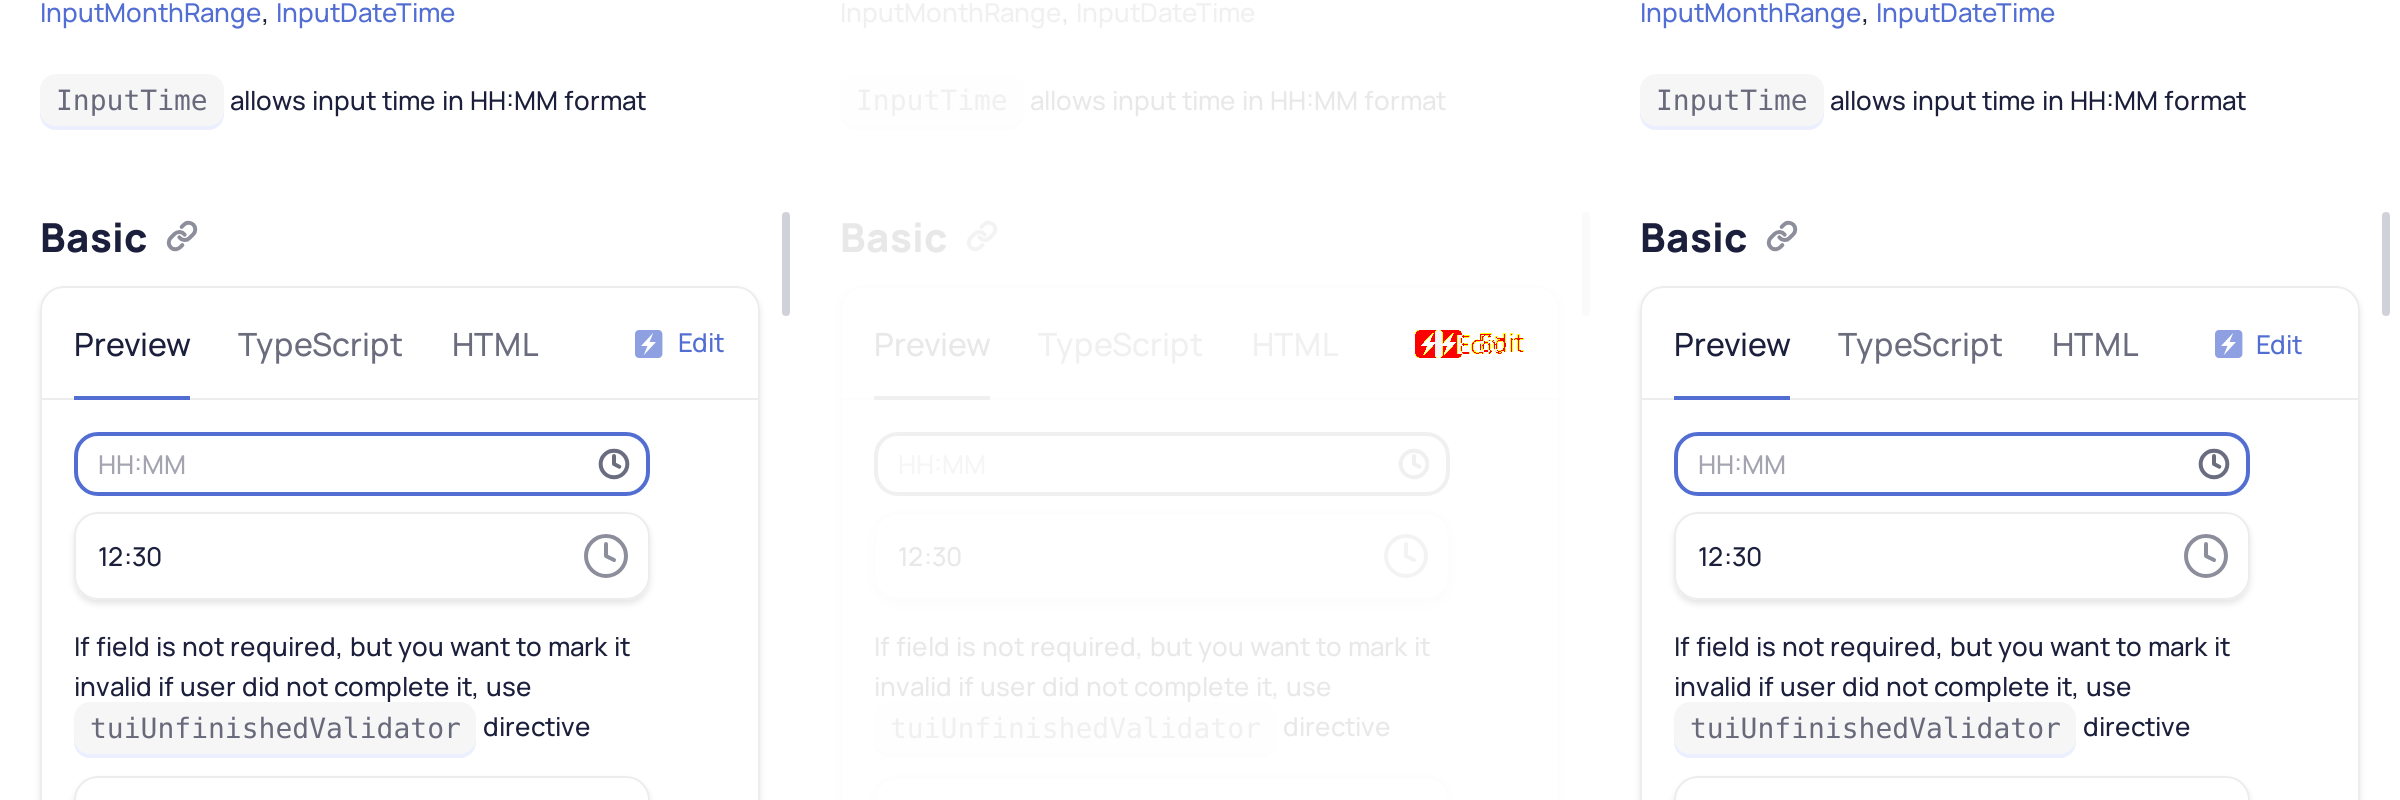 InputMonthRange, InputDateTime
InputTime allows input time in HH:MM format
Basic
Preview TypeScript HTML Edit
HH:MM
12:30
If field is not required, but you want to mark it
invalid if user did not complete it, use
tuiUnfinishedValidator directive
InputMonthRange, InputDateTime
InputTime allows input time in HH:MM format
Basic
Preview TypeScript HTML Edit
HH:MM
12:30
If field is not required, but you want to mark it
invalid if user did not complete it, use
tuiUnfinishedValidator directive
InputMonthRange, InputDateTime
InputTime allows input time in HH:MM format
Basic
Preview TypeScript HTML Edit
HH:MM
12:30
If field is not required, but you want to mark it
invalid if user did not complete it, use
tuiUnfinishedValidator directive